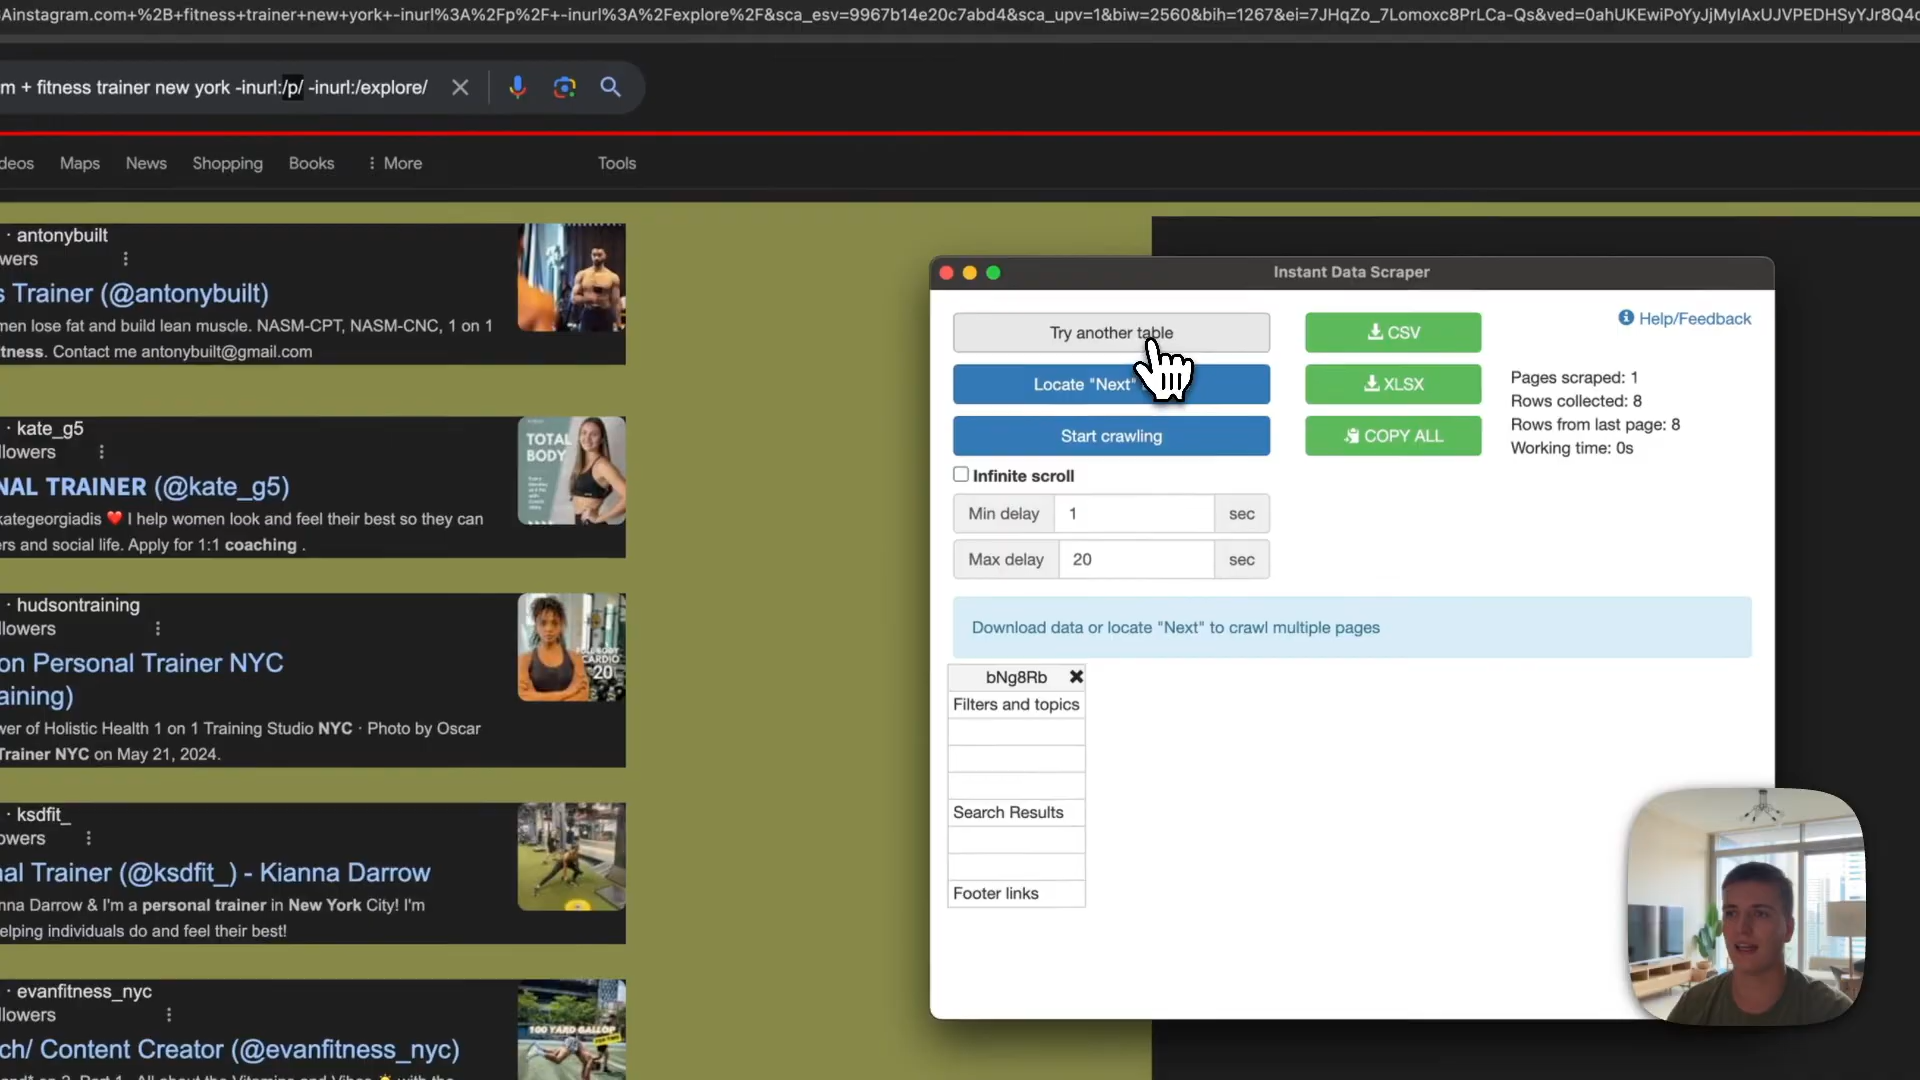 Ainstagram.com+%2B+fitness+trainer+new+york+-inurl%3A%2Fp%2F+-inurl%3A%2Fexplore%2F&sca_esv=9967b14e20c7abd4&sca_upv=1&biw=2560&bih=1267&ei=7JHqZo_7Lomoxc8PrLCa-Qs&ved=0ahUKEwiPoYyJjMyIAxUJVPEDHSyYJr8Q4d
m + fitness trainer new york -inurl:/p/ -inurl:/explore/
deos Maps News Shopping Books More Tools
· antonybuilt
wers
s Trainer (@antonybuilt)
men lose fat and build lean muscle. NASM-CPT, NASM-CNC, 1 on 1
tness. Contact me antonybuilt@gmail.com
· kate_g5
llowers
NAL TRAINER (@kate_g5)
kategeorgiadis ❤️ I help women look and feel their best so they can
ers and social life. Apply for 1:1 coaching .
TOTAL
BODY
· hudsontraining
llowers
on Personal Trainer NYC
aining)
wer of Holistic Health 1 on 1 Training Studio NYC · Photo by Oscar
Trainer NYC on May 21, 2024.
CARDIO
20
· ksdfit_
owers
nal Trainer (@ksdfit_) - Kianna Darrow
nna Darrow & I'm a personal trainer in New York City! I'm
elping individuals do and feel their best!
· evanfitness_nyc
llowers
ch/ Content Creator (@evanfitness_nyc)
100 YARD GALLOP
Instant Data Scraper
Try another table
Locate "Next"
Start crawling
CSV
XLSX
COPY ALL
Help/Feedback
Pages scraped: 1
Rows collected: 8
Rows from last page: 8
Working time: 0s
Infinite scroll
Min delay 1 sec
Max delay 20 sec
Download data or locate "Next" to crawl multiple pages
bNg8Rb
Filters and topics
Search Results
Footer links